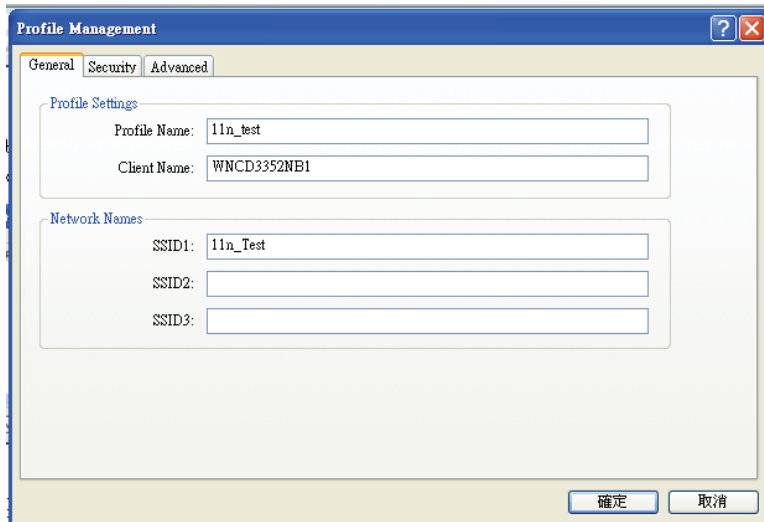 Profile Management
General Security Advanced
Profile Settings
Profile Name: 11n_test
Client Name: WNCD3352NB1
Network Names
SSID1: 11n_Test
SSID2:
SSID3:
確定 取消